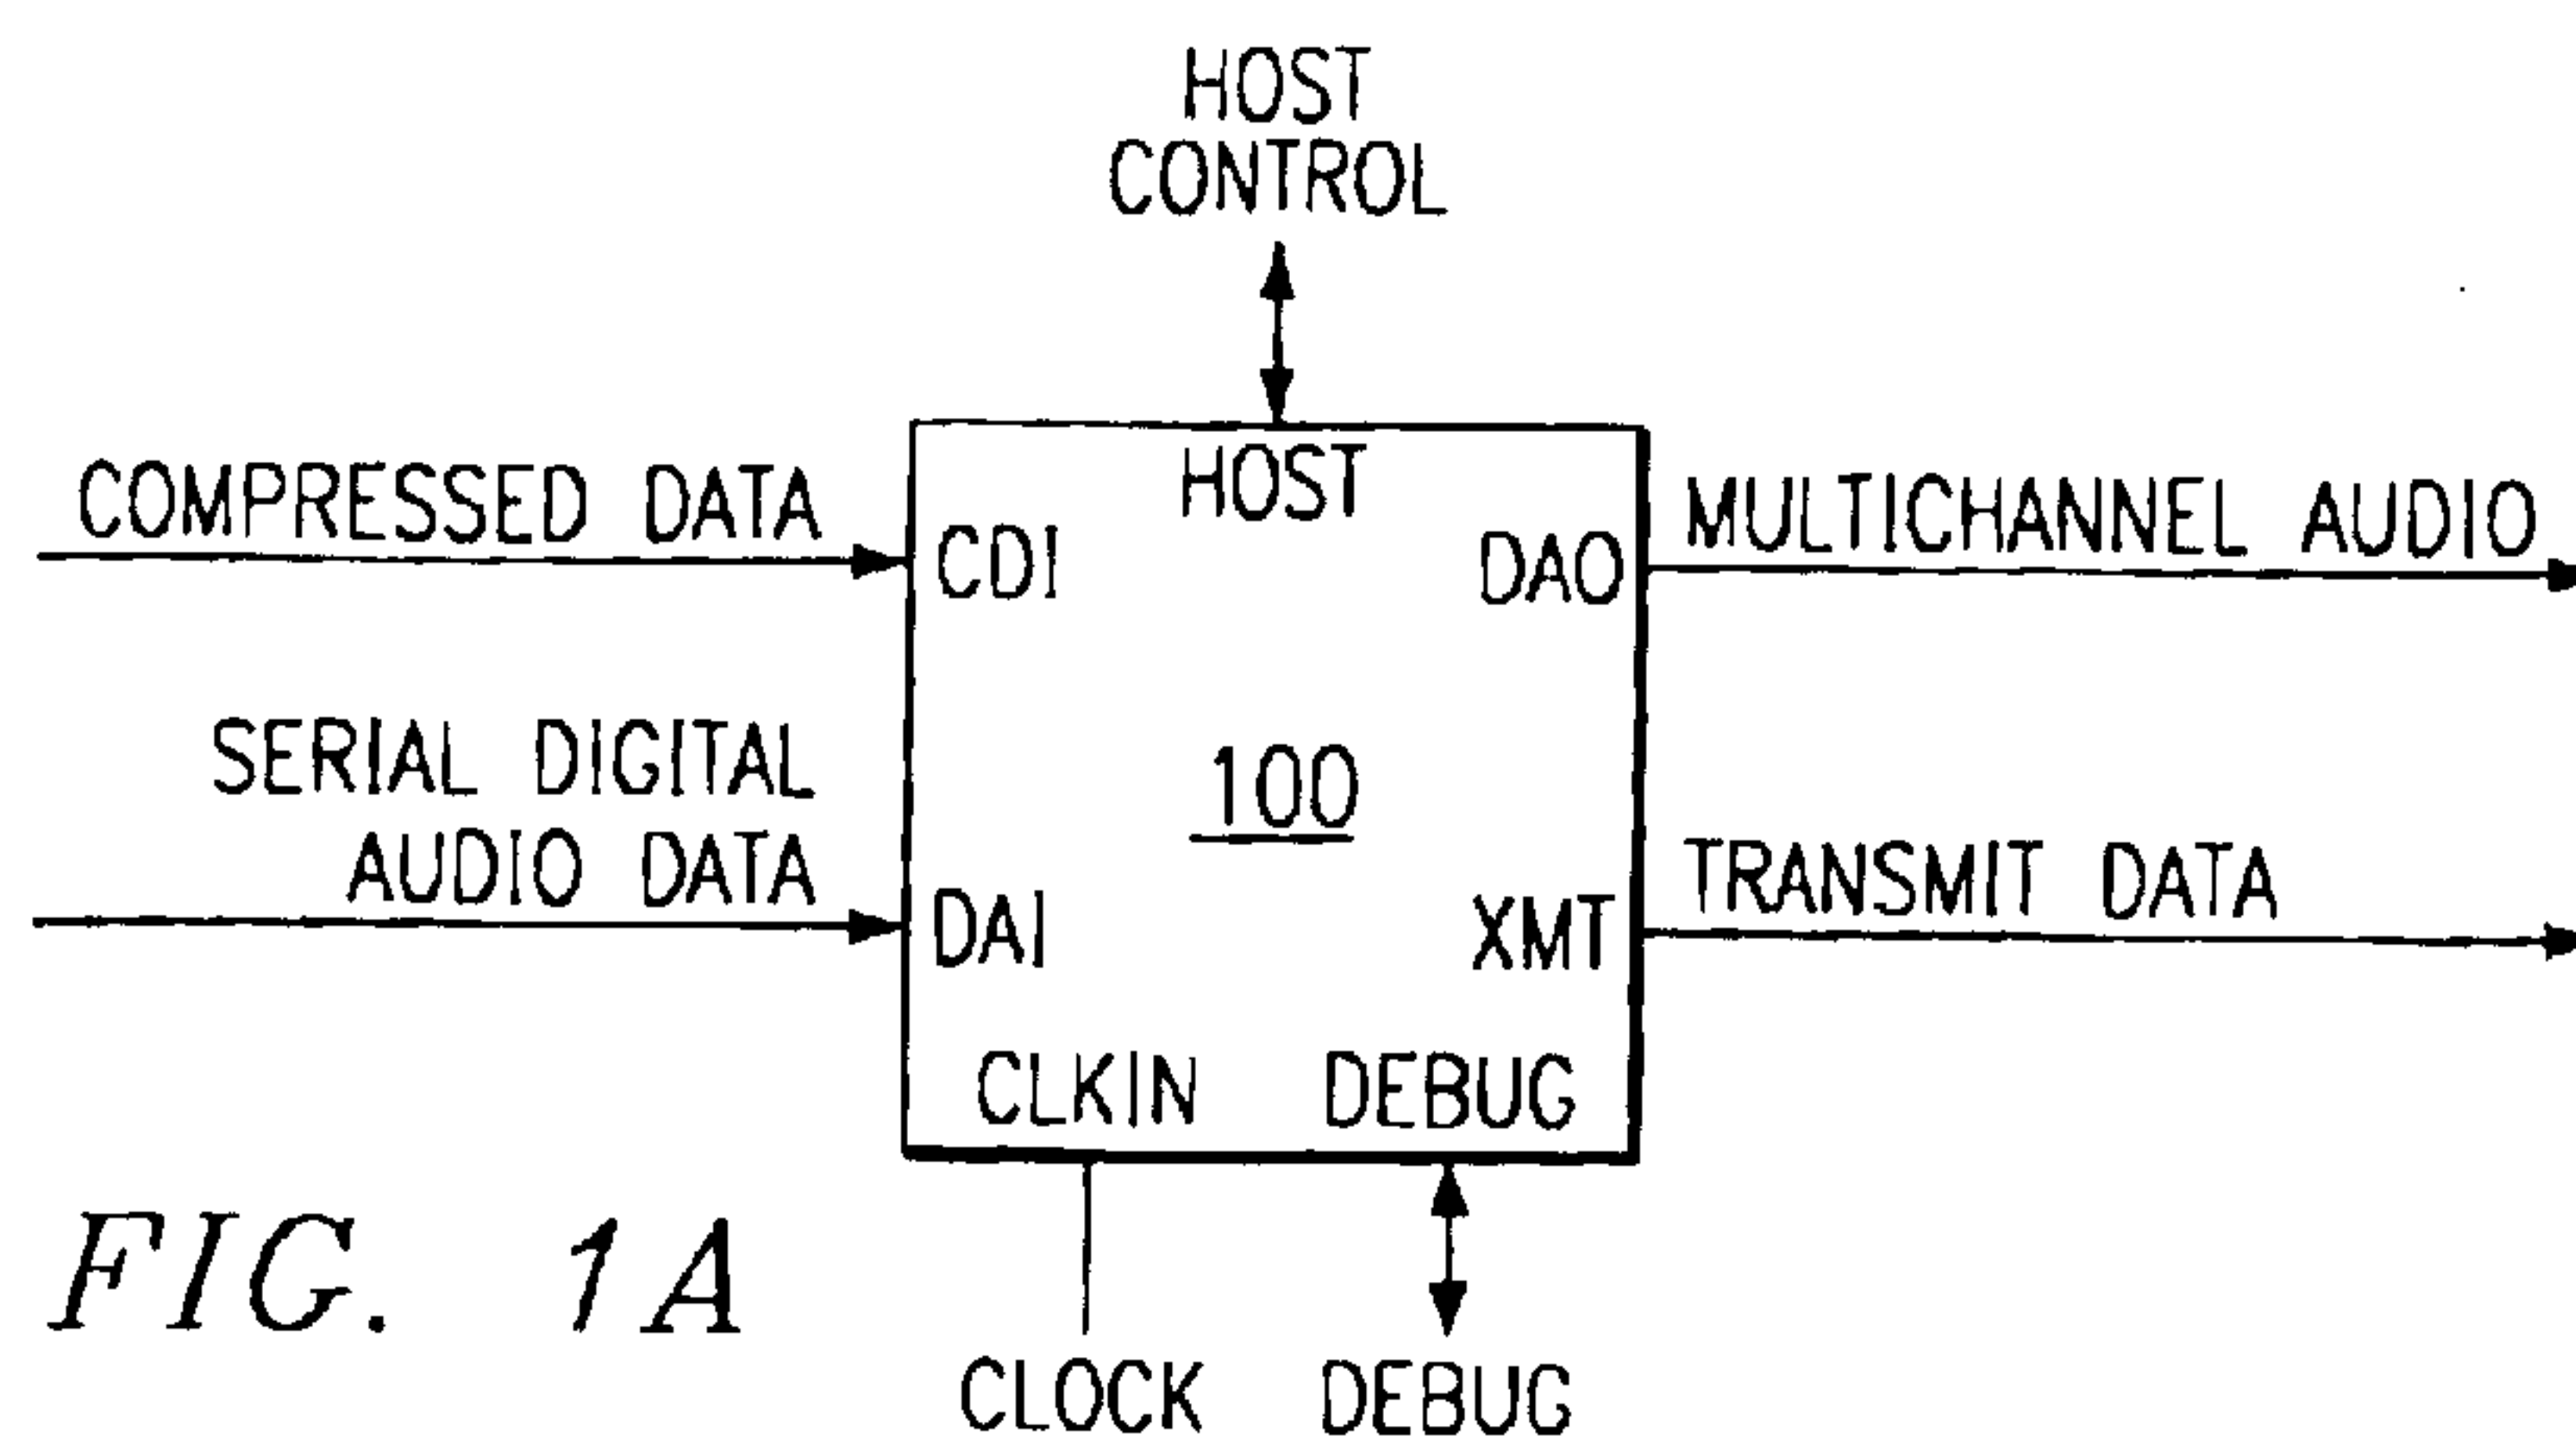 HOST
CONTROL
HOST
COMPRESSED DATA
CDI
DAO
MULTICHANNEL AUDIO
SERIAL DIGITAL
AUDIO DATA
100
DAI
XMT
TRANSMIT DATA
CLKIN
DEBUG
FIG. 1A
CLOCK
DEBUG